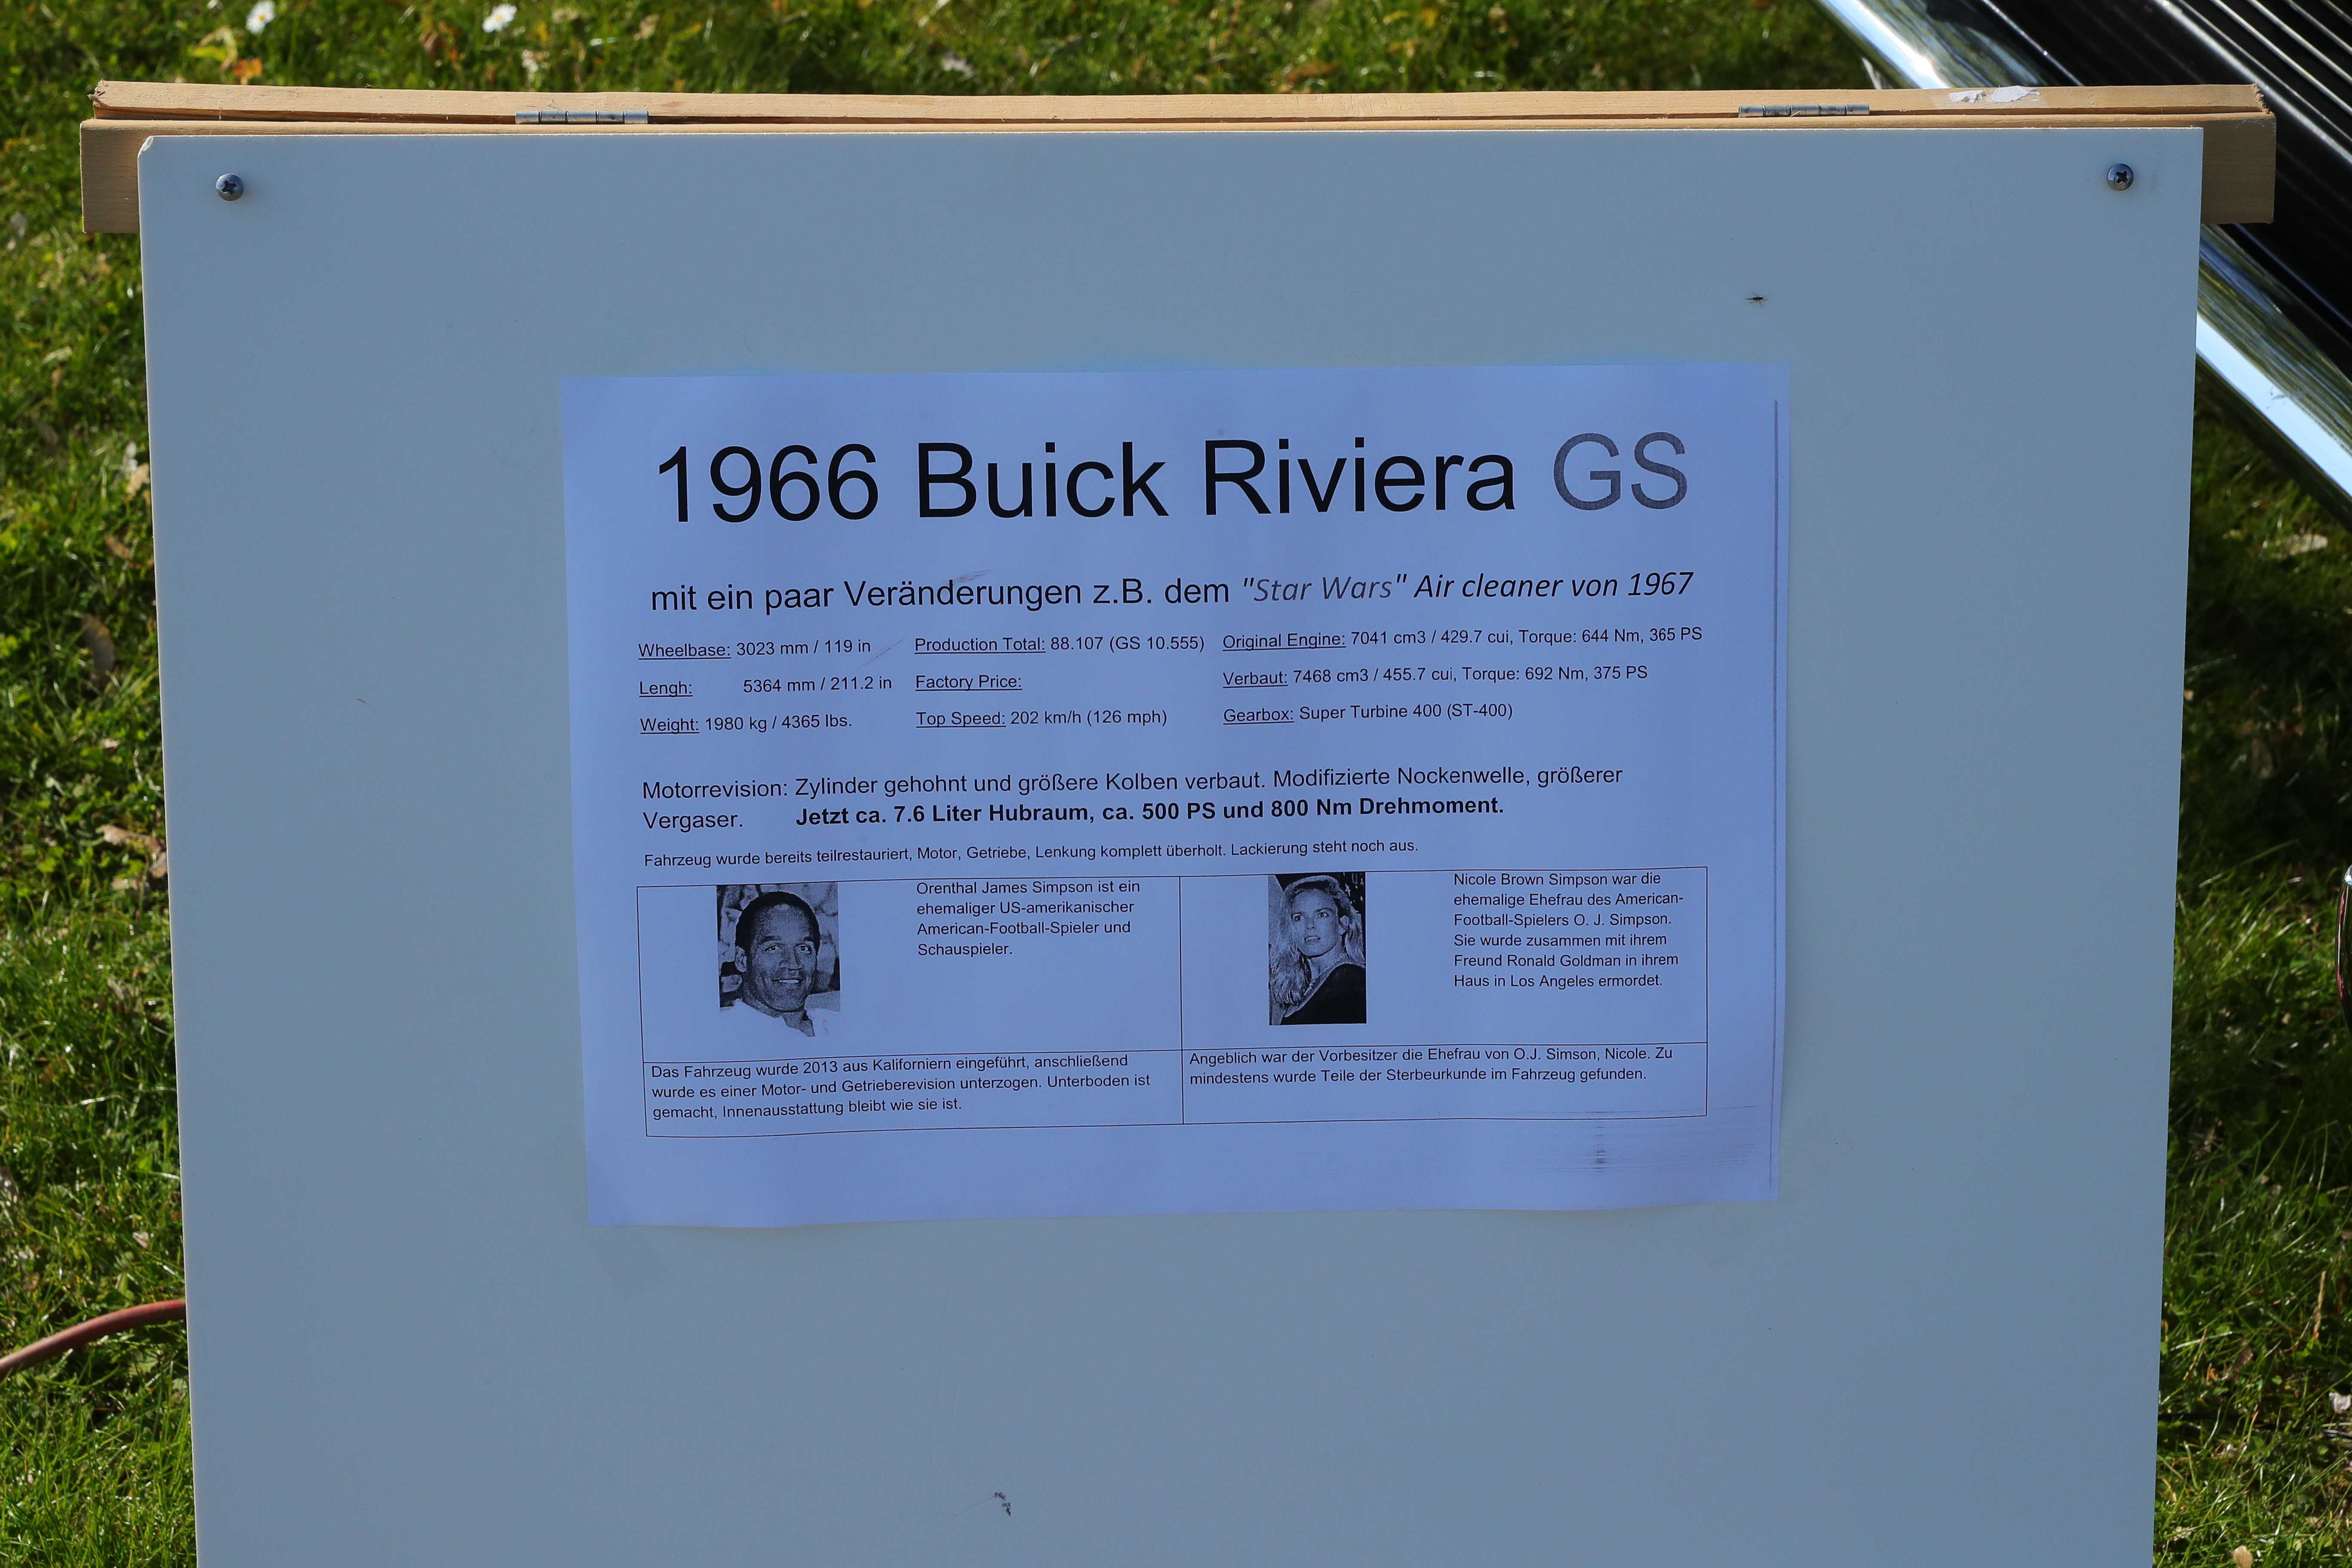 1966 Buick Riviera GS
mit ein paar Veränderungen z.B. dem "Star Wars" Air cleaner von 1967
Wheelbase: 3023 mm / 119 in Production Total: 88.107 (GS 10.555) Original Engine: 7041 cm3 / 429.7 cui, Torque: 644 Nm, 365 PS
Lengh: 5364 mm / 211.2 in Factory Price: Verbaut: 7468 cm3 / 455.7 cui, Torque: 692 Nm, 375 PS
Weight: 1980 kg / 4365 lbs. Top Speed: 202 km/h (126 mph) Gearbox: Super Turbine 400 (ST-400)
Motorrevision: Zylinder gehohnt und größere Kolben verbaut. Modifizierte Nockenwelle, größerer
Vergaser. Jetzt ca. 7.6 Liter Hubraum, ca. 500 PS und 800 Nm Drehmoment.
Fahrzeug wurde bereits teilrestauriert, Motor, Getriebe, Lenkung komplett überholt. Lackierung steht noch aus.
Orenthal James Simpson ist ein
ehemaliger US-amerikanischer
American-Football-Spieler und
Schauspieler.
Nicole Brown Simpson war die
ehemalige Ehefrau des American-
Football-Spielers O. J. Simpson.
Sie wurde zusammen mit ihrem
Freund Ronald Goldman in ihrem
Haus in Los Angeles ermordet.
Das Fahrzeug wurde 2013 aus Kaliforniern eingeführt, anschließend
wurde es einer Motor- und Getrieberevision unterzogen. Unterboden ist
gemacht, Innenausstattung bleibt wie sie ist.
Angeblich war der Vorbesitzer die Ehefrau von O.J. Simson, Nicole. Zu
mindestens wurde Teile der Sterbeurkunde im Fahrzeug gefunden.